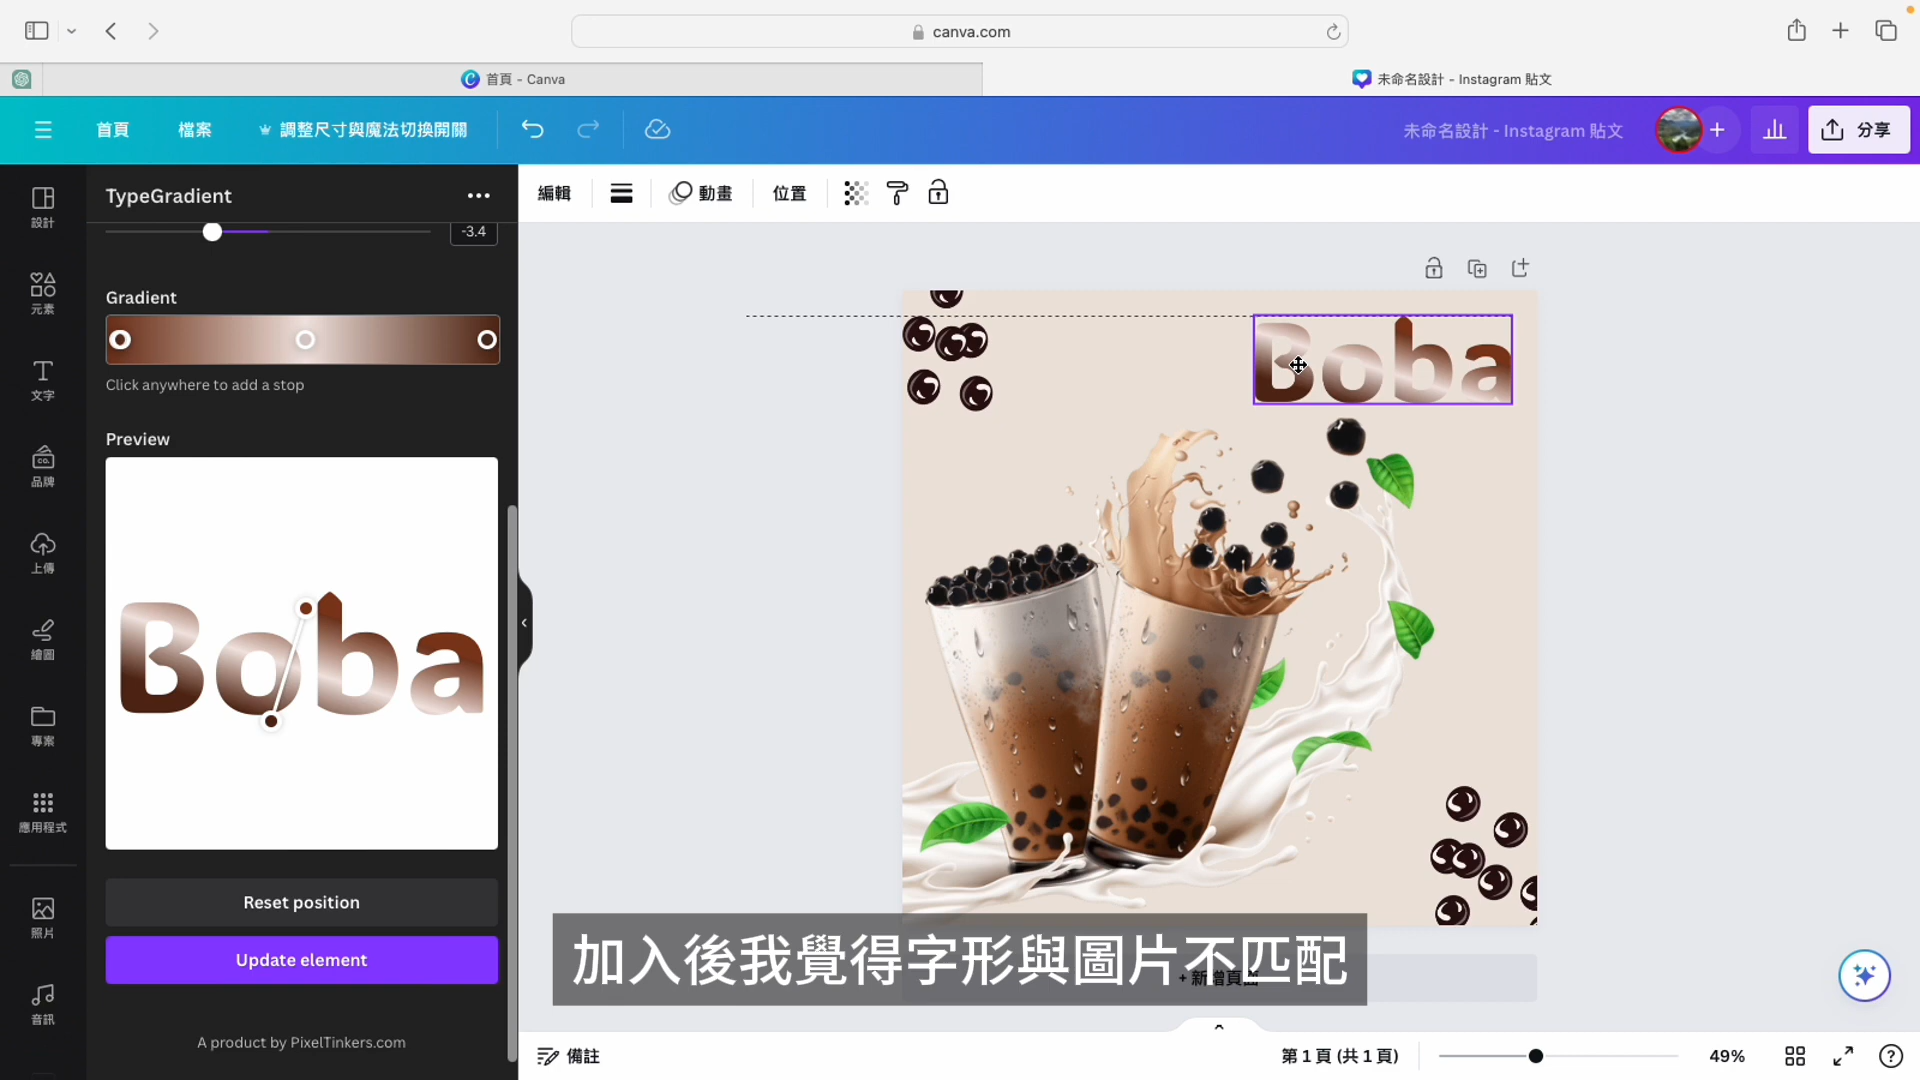 canva.com
首頁 - Canva
未命名設計 - Instagram 貼文
首頁
檔案
調整尺寸與魔法切換開關
未命名設計 - Instagram 貼文
分享
設計
元素
文字
CO.
品牌
上傳
繪圖
專案
應用程式
照片
音訊
TypeGradient
-3.4
Gradient
Click anywhere to add a stop
Preview
Boba
Reset position
Update element
A product by PixelTinkers.com
編輯
動畫
位置
Boba
加入後我覺得字形與圖片不匹配
+ 新增頁面
備註
第 1 頁 (共 1 頁)
49%